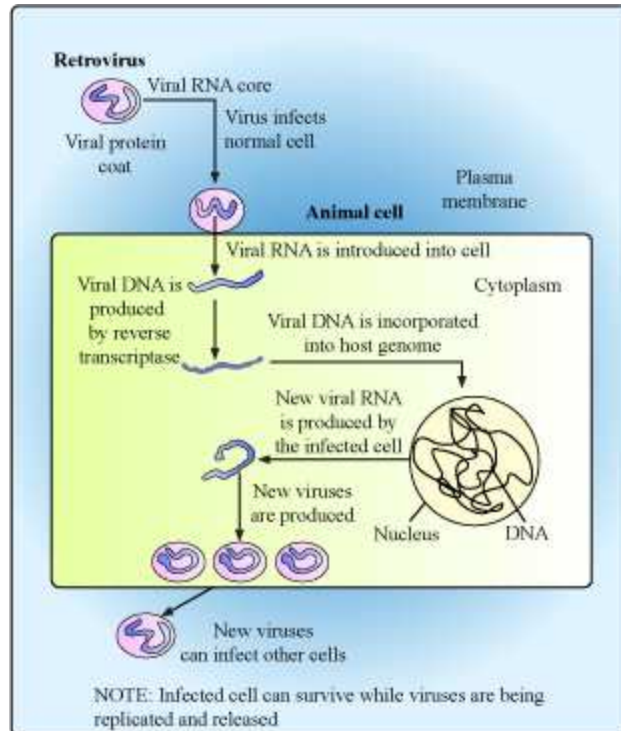 Retrovirus
Viral RNA core
Viral protein
coat
Virus infects
normal cell
Plasma
membrane
Animal cell
Viral RNA is introduced into cell
Cytoplasm
Viral DNA is
produced
by reverse
transcriptase
Viral DNA is incorporated
into host genome
New viral RNA
is produced by
the infected cell
New viruses
are produced
Nucleus
DNA
New viruses
can infect other cells
NOTE: Infected cell can survive while viruses are being
replicated and released